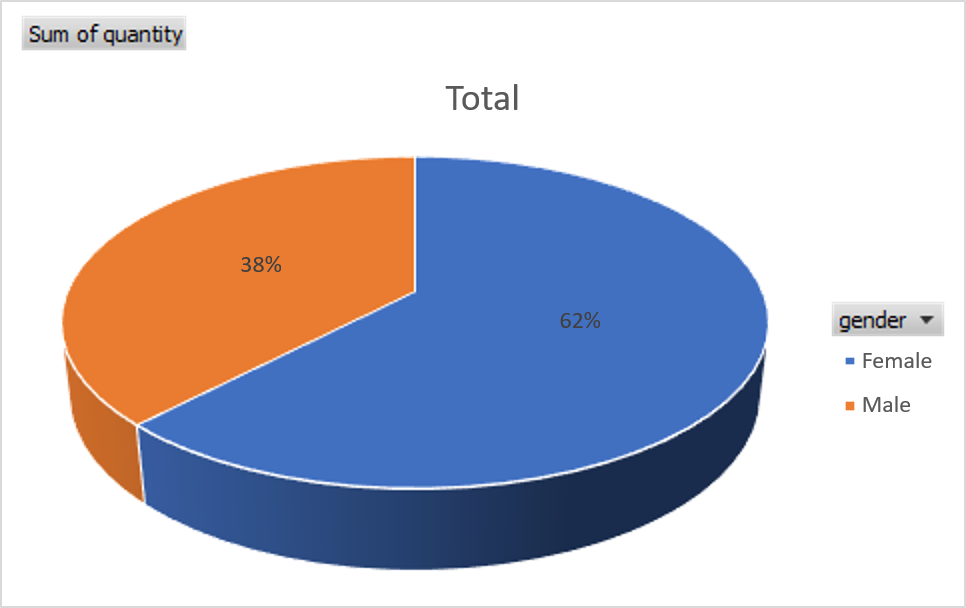 Sum of quantity
Total
38%
62%
gender
Female
Male